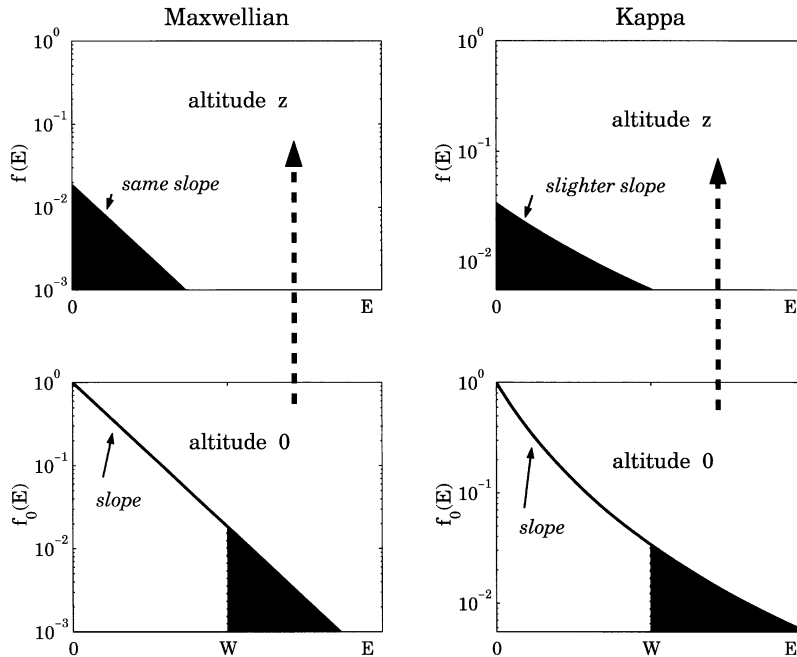 Maxwellian
Kappa
10^0
10^-1
10^-2
10^-3
f (E)
altitude z
same slope
0
E
10^0
10^-1
10^-2
f (E)
altitude z
slighter slope
0
E
10^0
10^-1
10^-2
10^-3
f_0(E)
altitude 0
slope
0
W
E
10^0
10^-1
10^-2
f_0(E)
altitude 0
slope
0
W
E